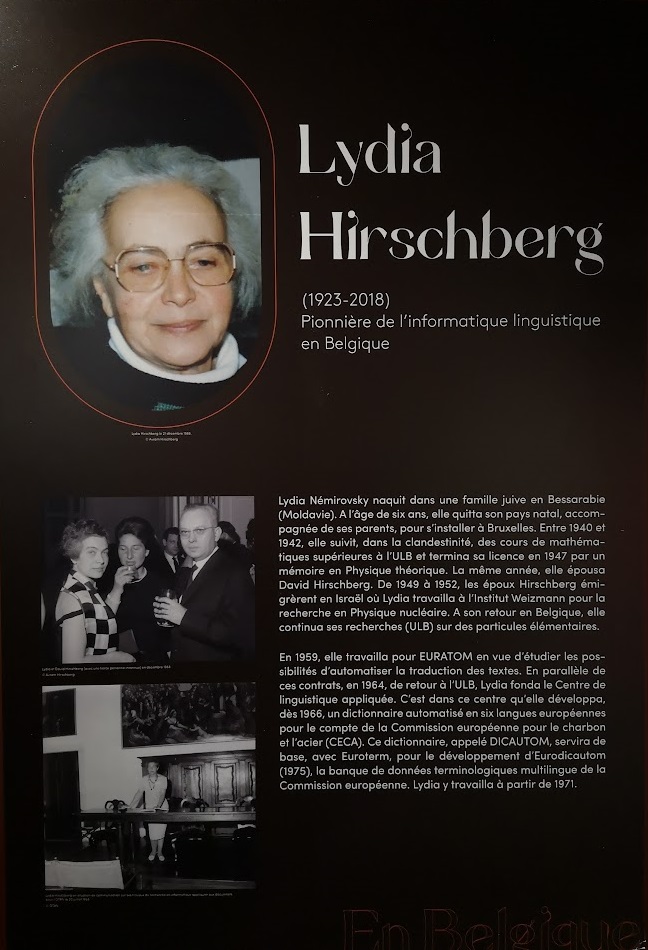 Lydia
Hirschberg
(1923-2018)
Pionnière de l'informatique linguistique
en Belgique
Lydia Hirschberg le 21 décembre
© Auram Hirschberg
Lydia Némirovsky naquit dans une famille juive en Bessarabie
(Moldavie). A l'âge de six ans, elle quitta son pays natal, accom-
pagnée de ses parents, pour s'installer à Bruxelles. Entre 1940 et
1942, elle suivit, dans la clandestinité, des cours de mathéma-
tiques supérieures à l'ULB et termina sa licence en 1947 par un
mémoire en Physique théorique. La même année, elle épousa
David Hirschberg. De 1949 à 1952, les époux Hirschberg émi-
grèrent en Israël où Lydia travailla à l'Institut Weizmann pour la
recherche en Physique nucléaire. A son retour en Belgique, elle
continua ses recherches (ULB) sur des particules élémentaires.
En 1959, elle travailla pour EURATOM en vue d'étudier les pos-
sibilités d'automatiser la traduction des textes. En parallèle de
ces contrats, en 1964, de retour à l'ULB, Lydia fonda le Centre de
linguistique appliquée. C'est dans ce centre qu'elle développa,
dès 1966, un dictionnaire automatisé en six langues européennes
pour le compte de la Commission européenne pour le charbon
et l'acier (CECA). Ce dictionnaire, appelé DICAUTOM, servira de
base, avec Euroterm, pour le développement d'Eurodicautom
(1975), la banque de données terminologiques multilingue de la
Commission européenne. Lydia y travailla à partir de 1971.
En Belgique